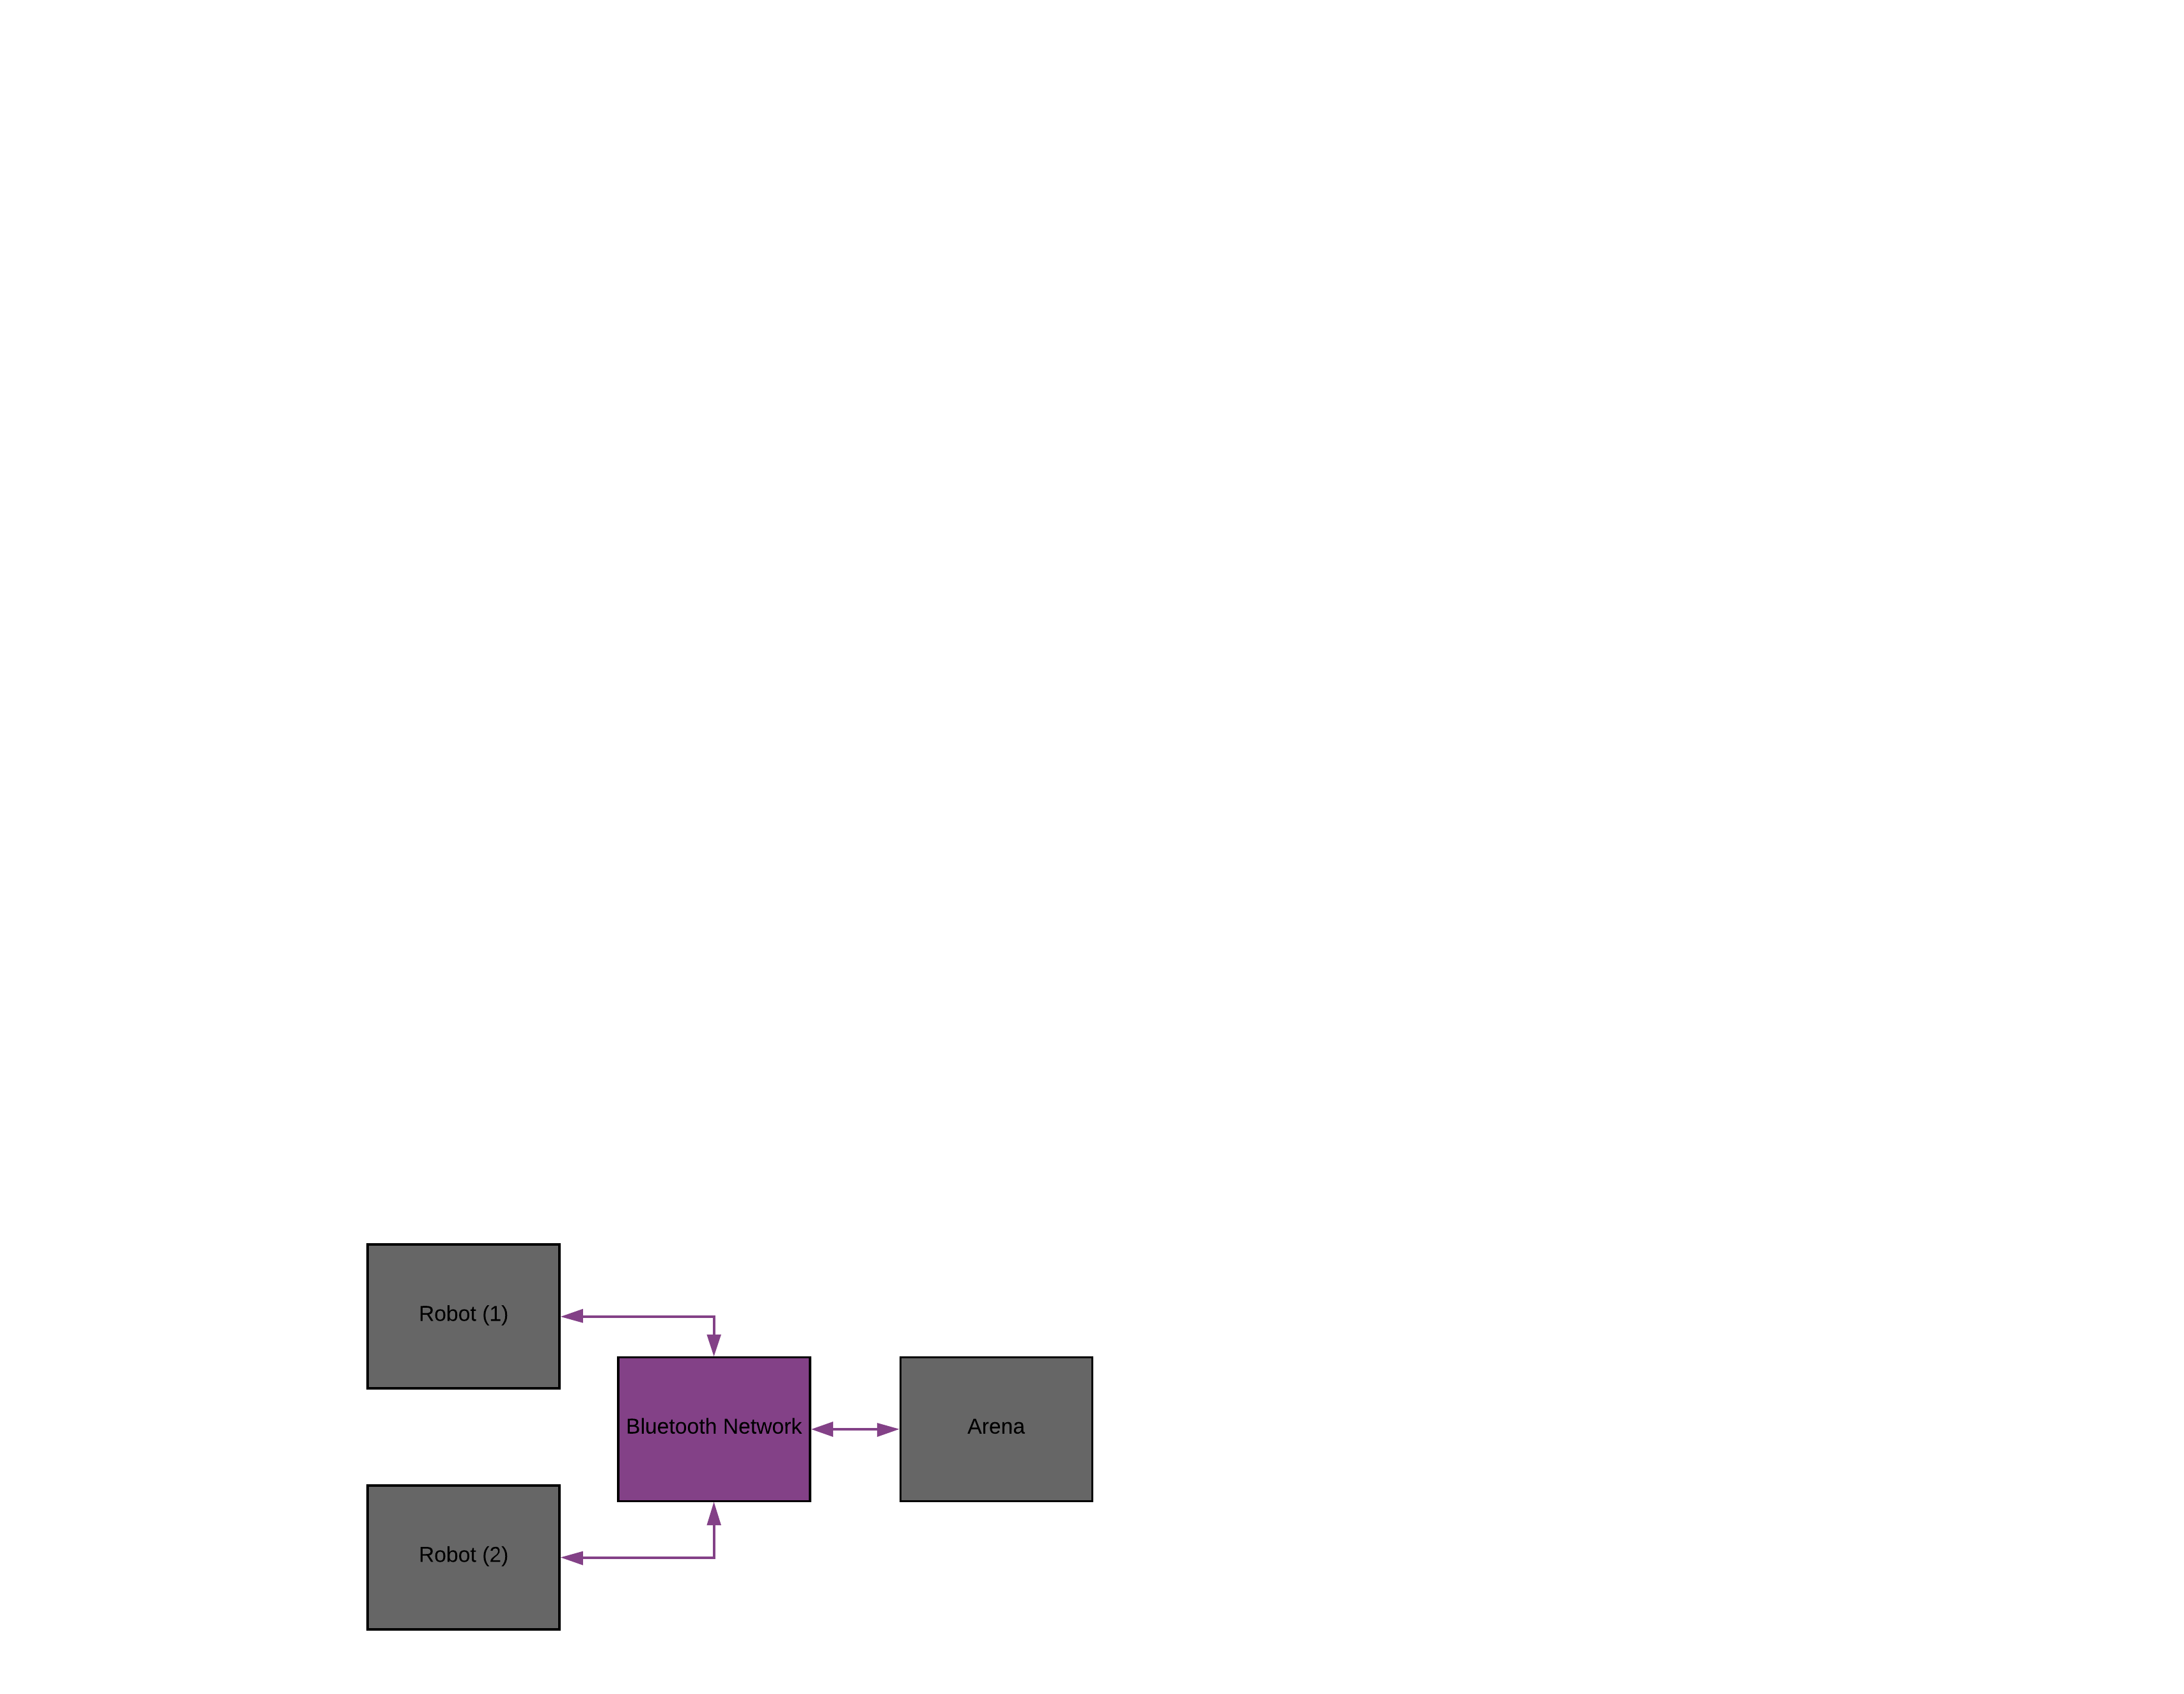 Robot (1)
Bluetooth Network
Arena
Robot (2)